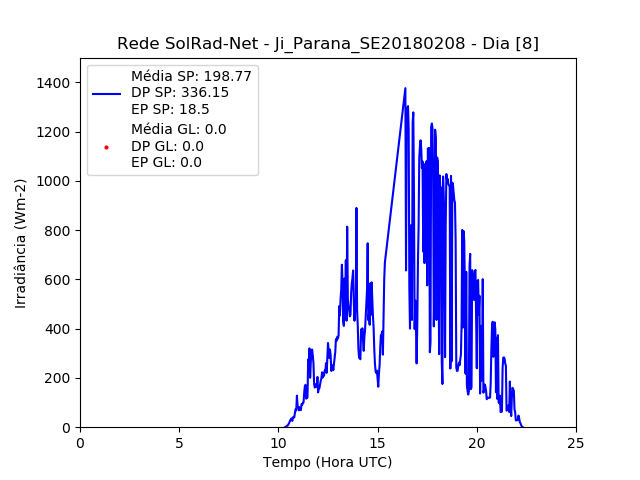 Rede SolRad-Net - Ji_Parana_SE20180208 - Dia [8]
Média SP: 198.77
DP SP: 336.15
EP SP: 18.5
Média GL: 0.0
DP GL: 0.0
EP GL: 0.0
Irradiância (Wm-2)
1400
1200
1000
800
600
400
200
0
0 5 10 15 20 25
Tempo (Hora UTC)